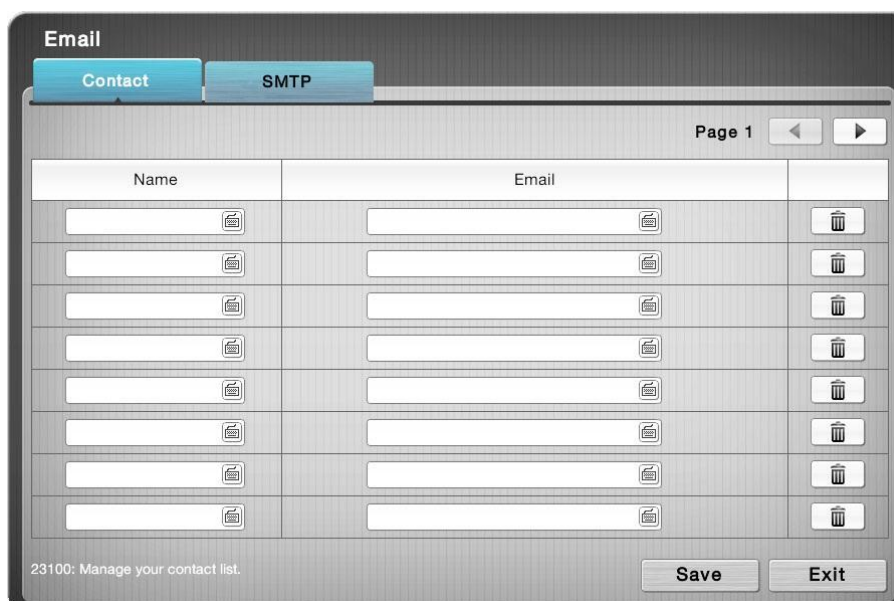 Email
Contact SMTP
Page 1
Name Email
23100: Manage your contact list.
Save Exit